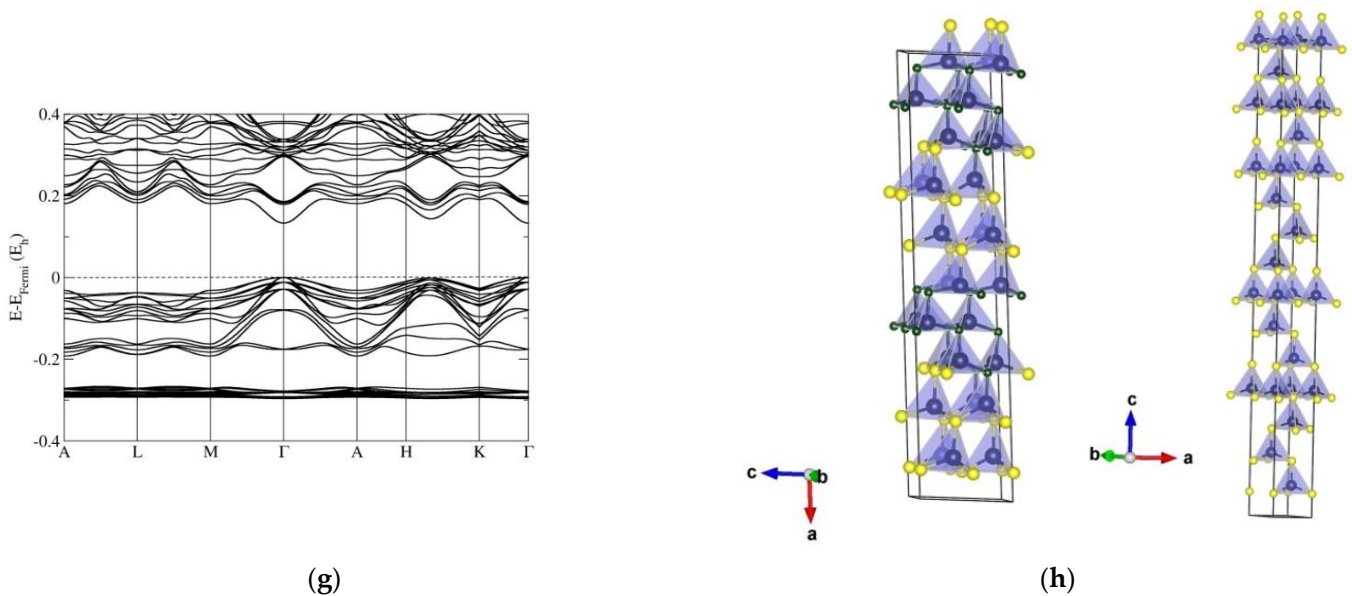 0.4
0.2
0
-0.2
-0.4
E-E_Fermi (E_h)
A L M Γ A H K Γ
c b
a
c
b a
(g) (h)